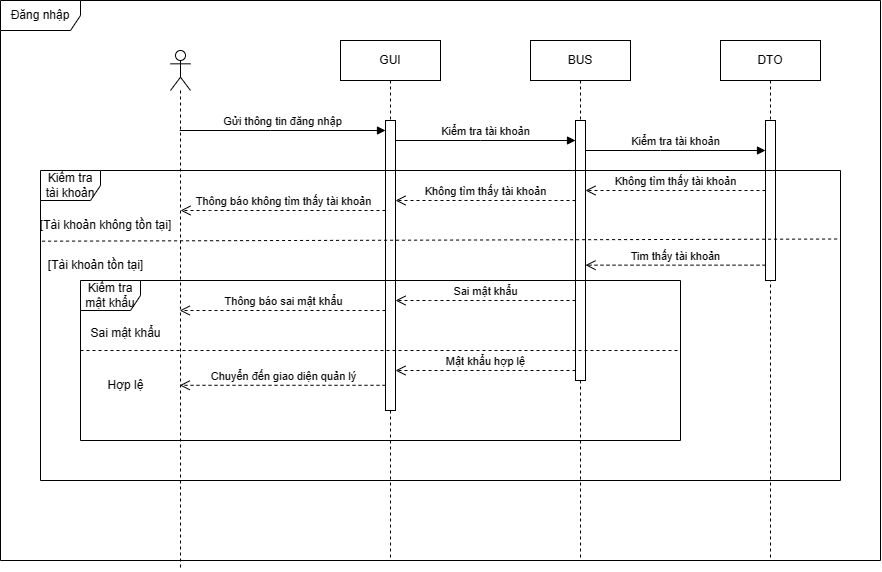 Đăng nhập
GUI
BUS
DTO
Gửi thông tin đăng nhập
Kiểm tra tài khoản
Kiểm tra tài khoản
Kiểm tra
tài khoản
Không tìm thấy tài khoản
Không tìm thấy tài khoản
Thông báo không tìm thấy tài khoản
[Tài khoản không tồn tại]
[Tài khoản tồn tại]
Tìm thấy tài khoản
Kiểm tra
mật khẩu
Sai mật khẩu
Thông báo sai mật khẩu
Sai mật khẩu
Mật khẩu hợp lệ
Chuyển đến giao diện quản lý
Hợp lệ